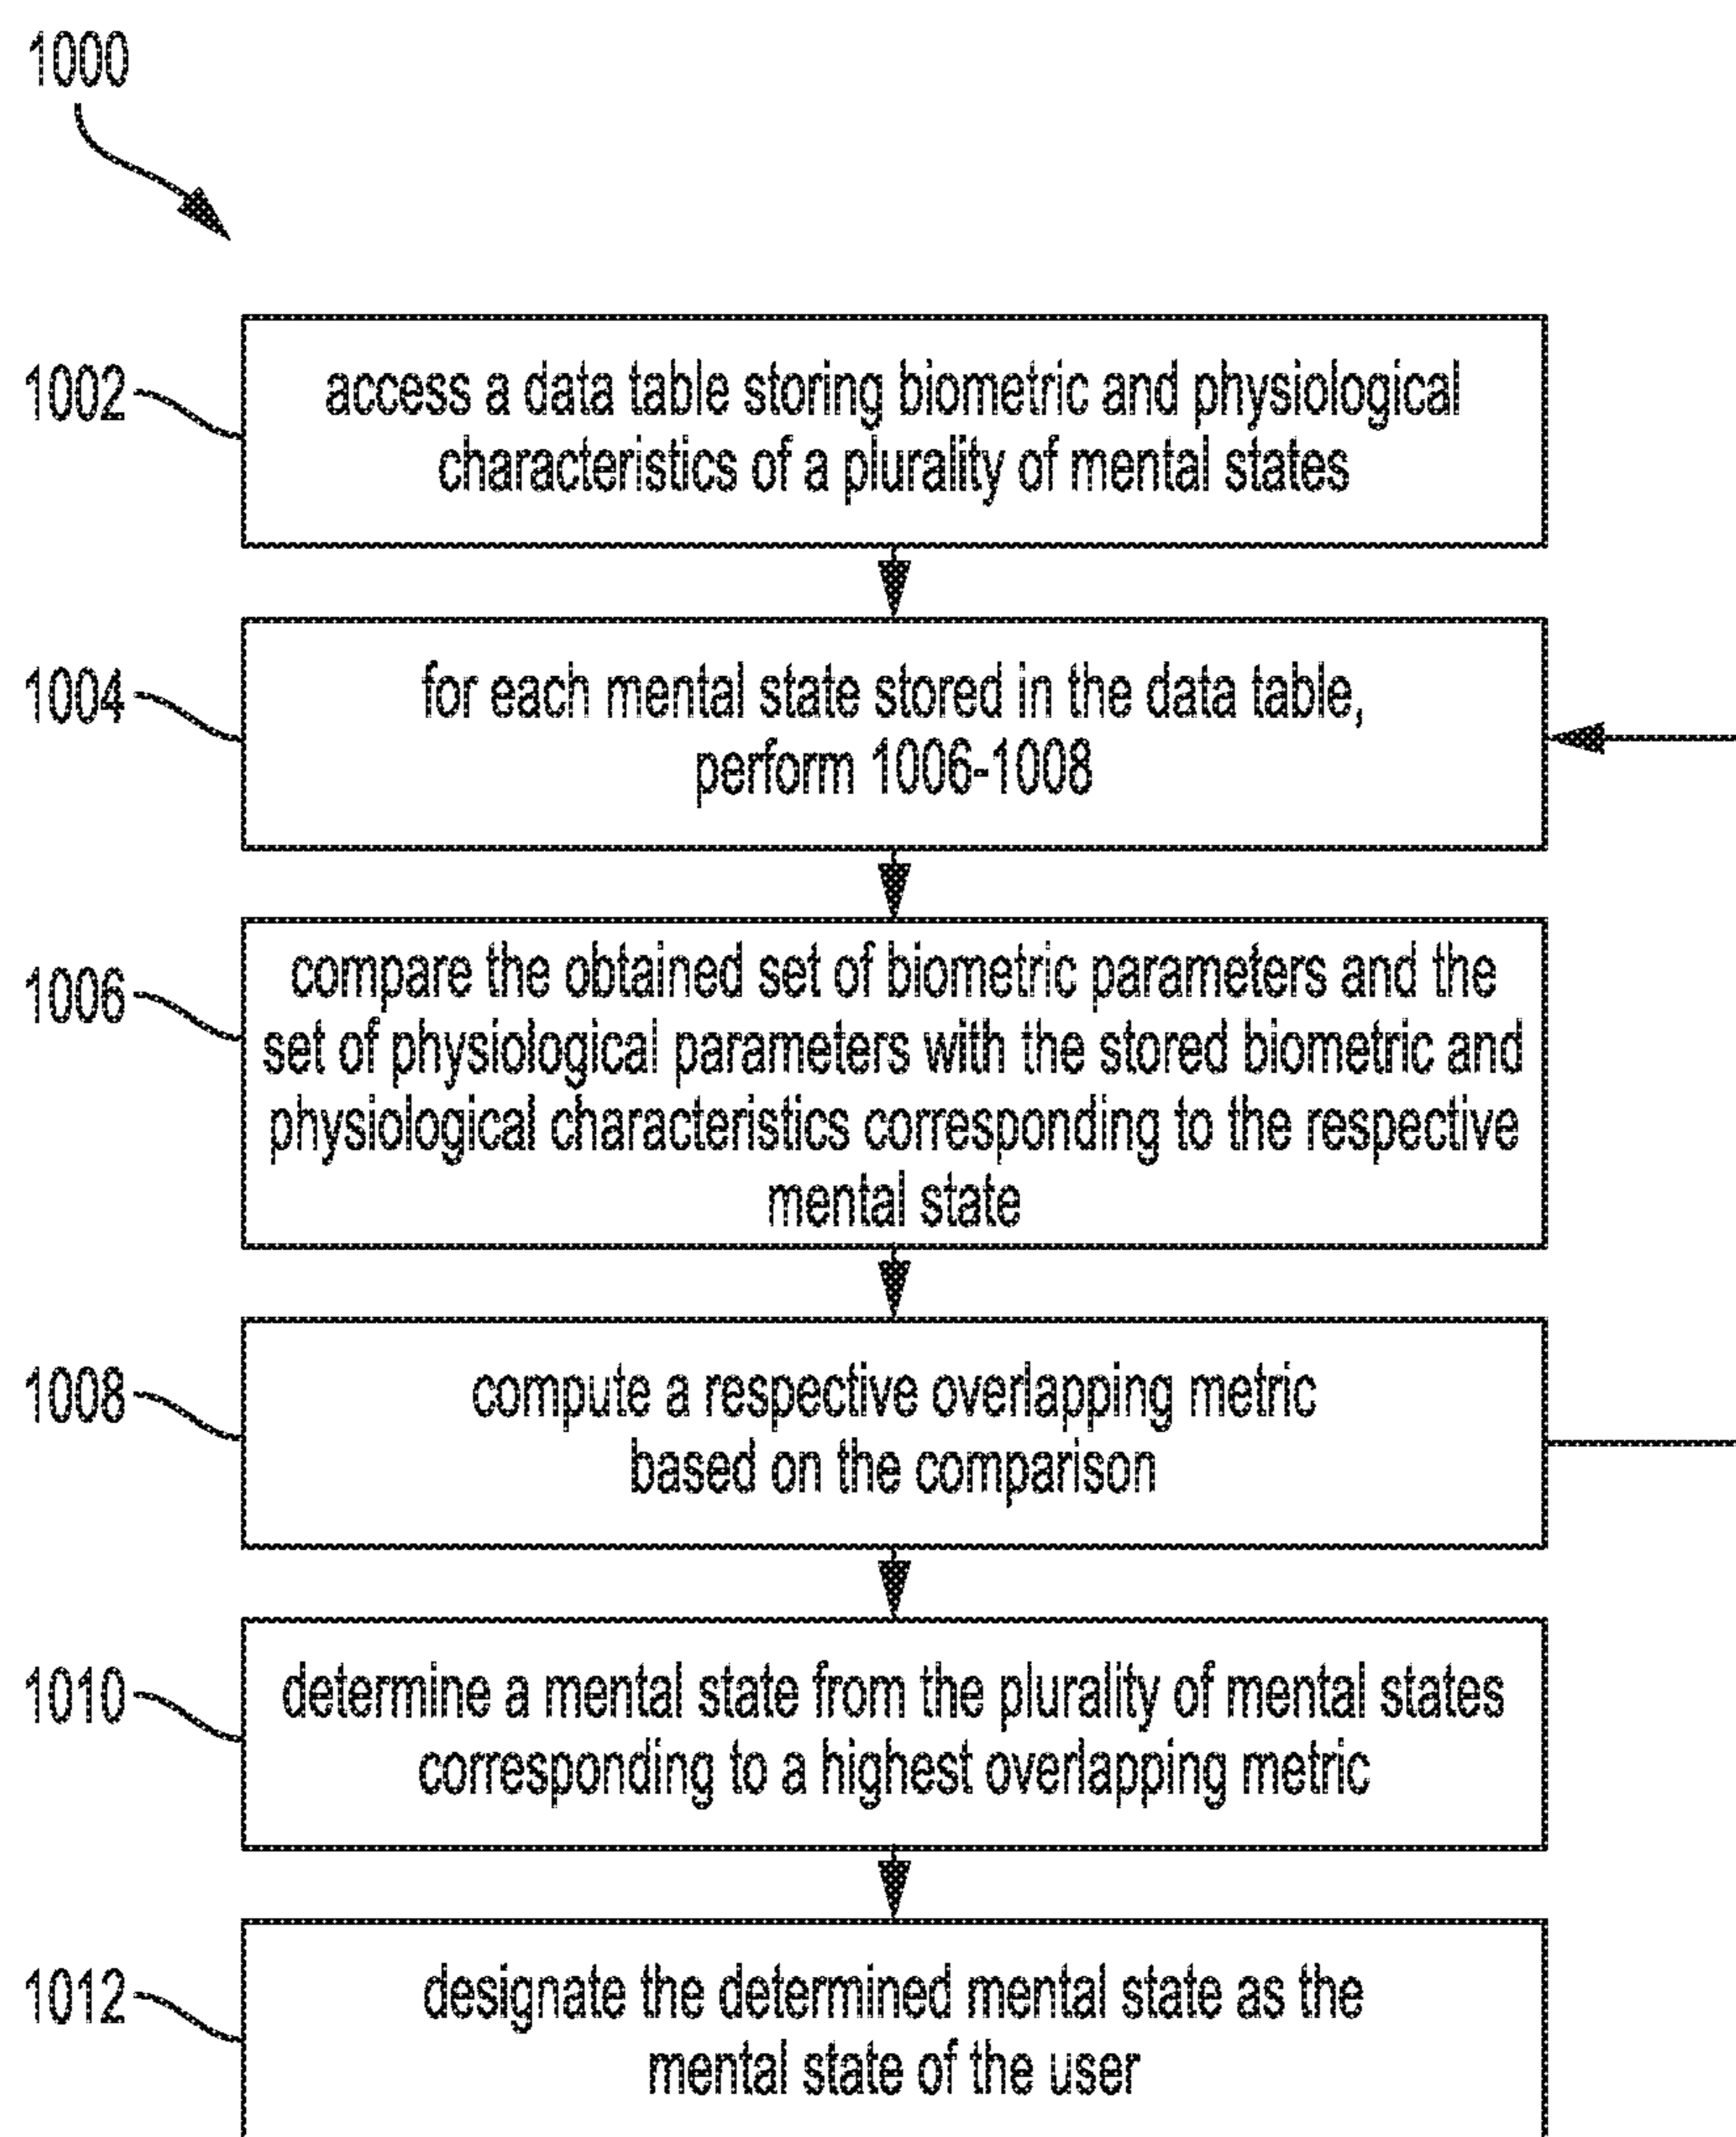 1000
1002
access a data table storing biometric and physiological
characteristics of a plurality of mental states
1004
for each mental state stored in the data table,
perform 1006-1008
1006
compare the obtained set of biometric parameters and the
set of physiological parameters with the stored biometric and
physiological characteristics corresponding to the respective
mental state
1008
compute a respective overlapping metric
based on the comparison
1010
determine a mental state from the plurality of mental states
corresponding to a highest overlapping metric
1012
designate the determined mental state as the
mental state of the user